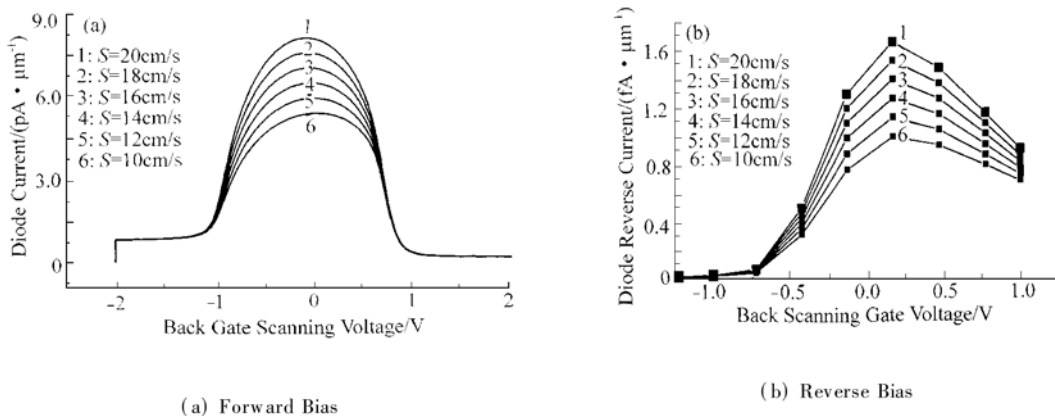 (a)
1: S=20cm/s
2: S=18cm/s
3: S=16cm/s
4: S=14cm/s
5: S=12cm/s
6: S=10cm/s
Diode Current/(pA · μm⁻¹)
9.0
6.0
3.0
0
1
2
3
4
5
6
-2
-1
0
1
2
Back Gate Scanning Voltage/V
(a) Forward Bias
(b)
1: S=20cm/s
2: S=18cm/s
3: S=16cm/s
4: S=14cm/s
5: S=12cm/s
6: S=10cm/s
Diode Reverse Current/(fA · μm⁻¹)
1.6
1.2
0.8
0.4
0
1
2
3
4
5
6
-1.0
-0.5
0.0
0.5
1.0
Back Scanning Gate Voltage/V
(b) Reverse Bias